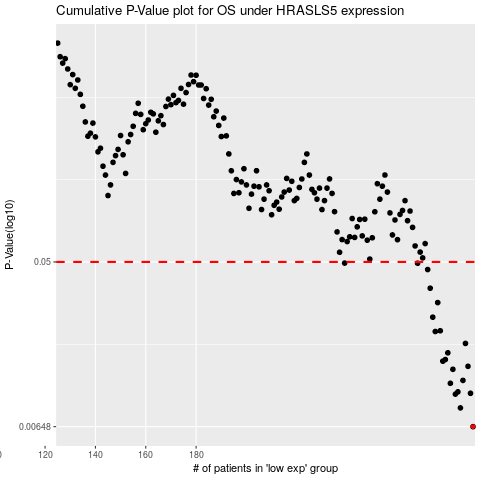 Cumulative P-Value plot for OS under HRASLS5 expression
P-Value(log10)
0.05
0.00648
0
120
140
160
180
# of patients in 'low exp' group